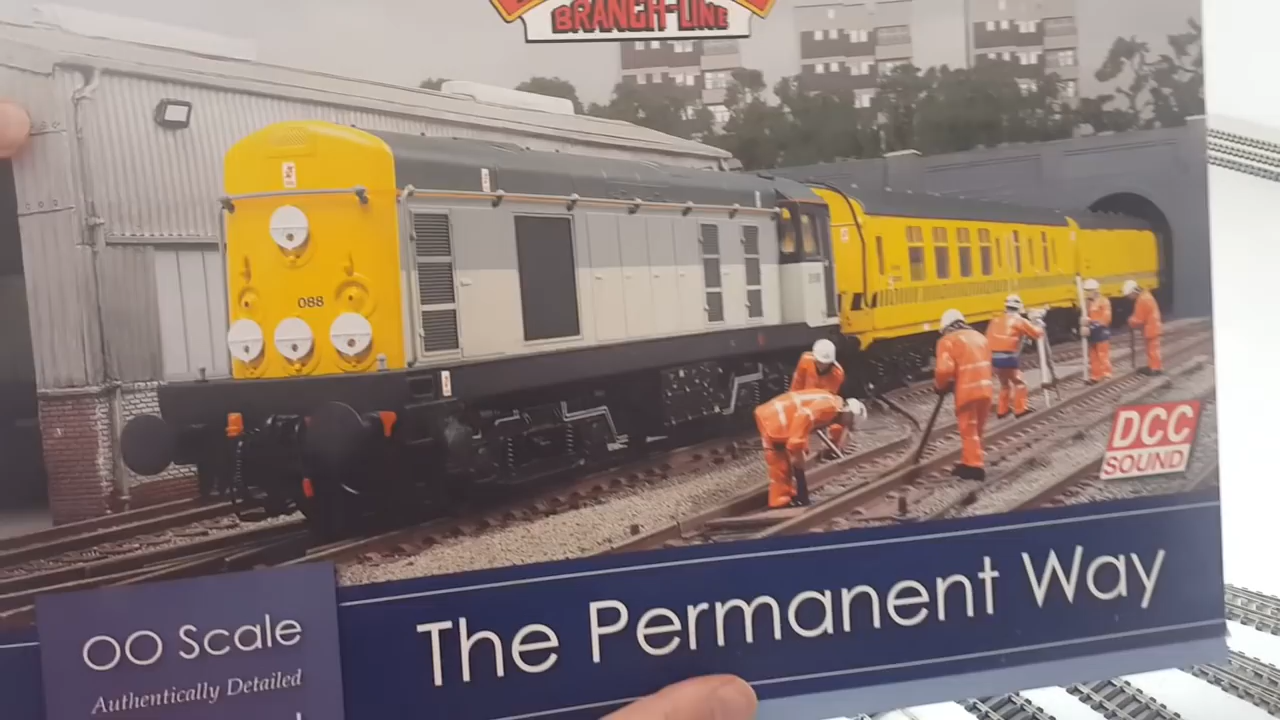 BRANCH-LINE
088
DCC
SOUND
The Permanent Way
OO Scale
Authentically Detailed